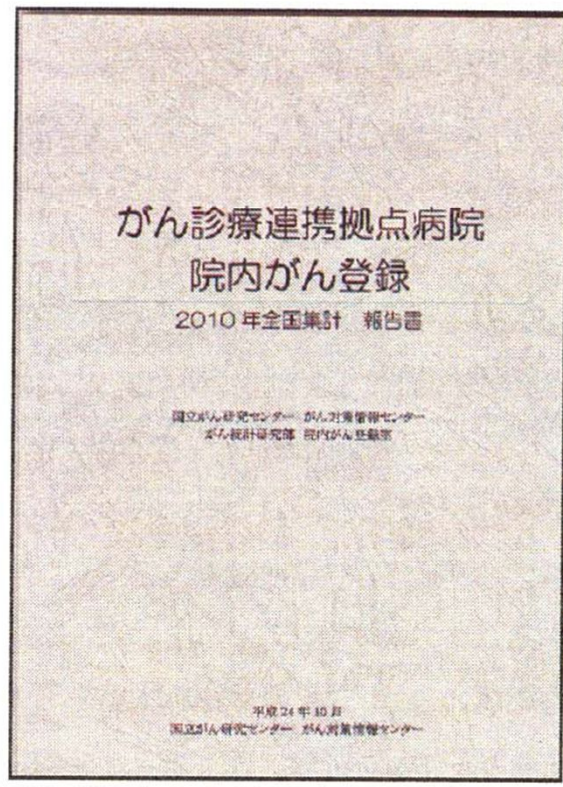 がん診療連携拠点病院
院内がん登録
2010年全国集計 報告書
国立がん研究センター がん対策情報センター
がん統計研究部 院内がん登録室
平成24年10月
国立がん研究センター がん対策情報センター